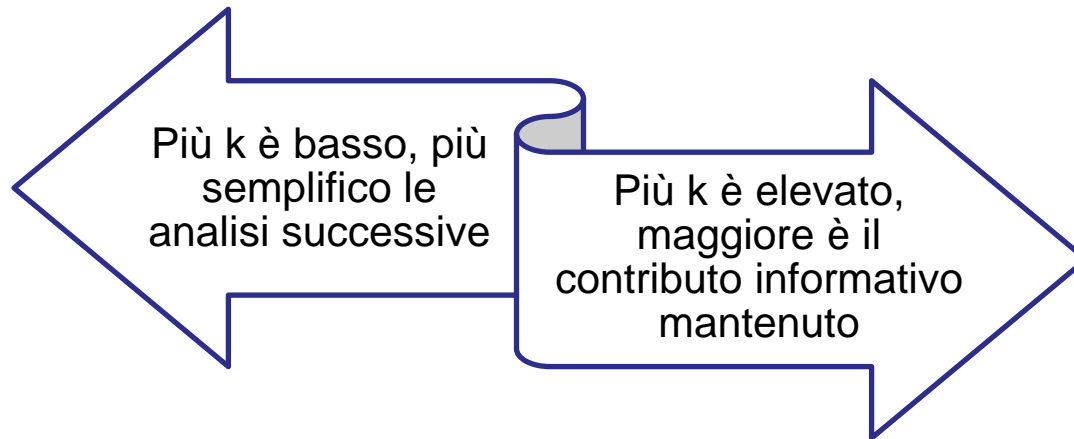 Più k è basso, più
semplifico le
analisi successive
Più k è elevato,
maggiore è il
contributo informativo
mantenuto